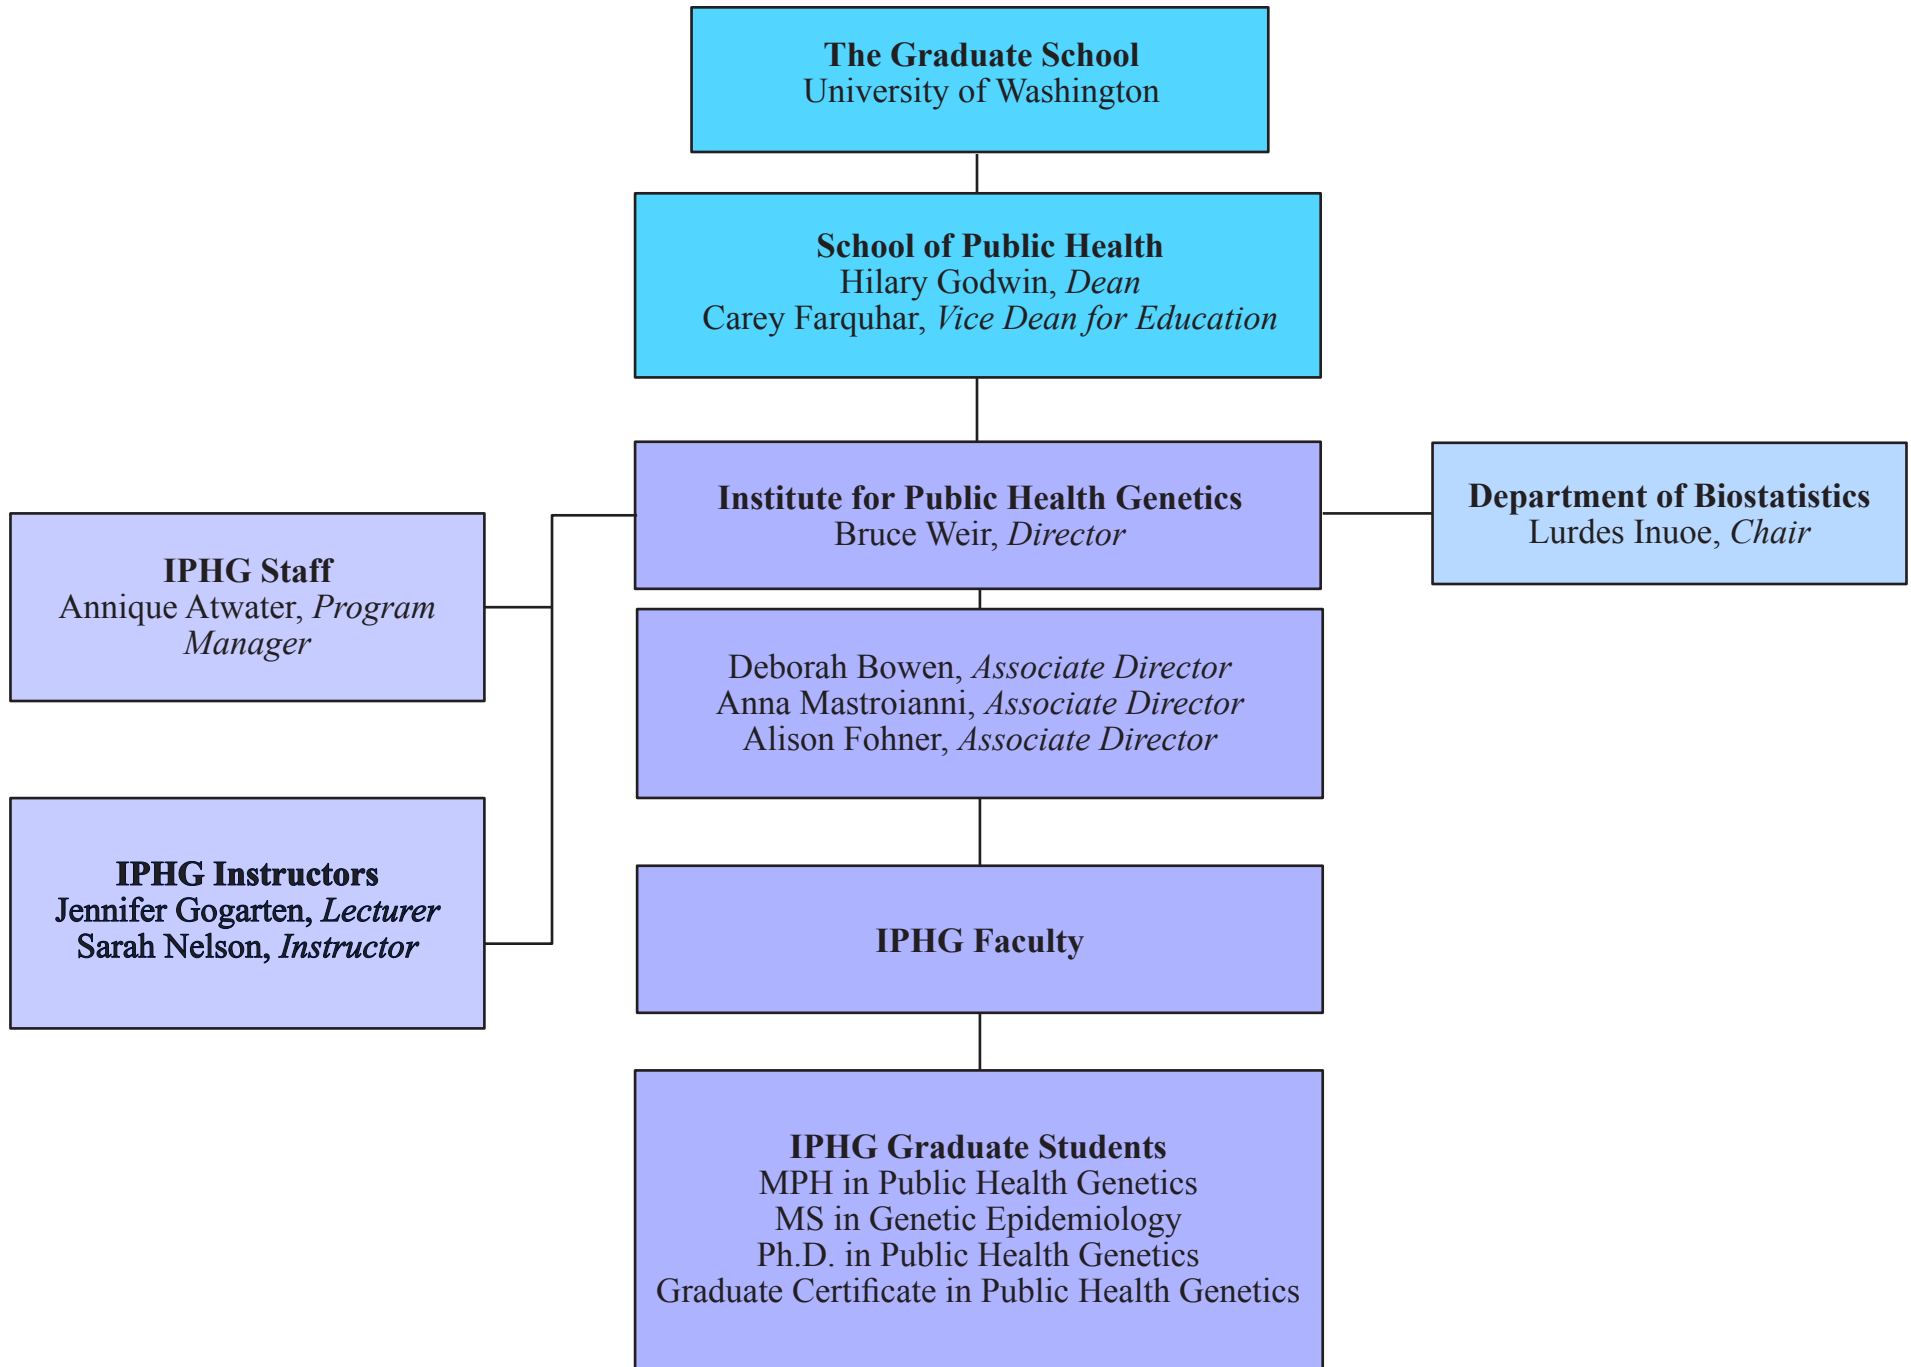 The Graduate School
University of Washington
School of Public Health
Hilary Godwin, Dean
Carey Farquhar, Vice Dean for Education
Institute for Public Health Genetics
Bruce Weir, Director
Department of Biostatistics
Lurdes Inuoe, Chair
IPHG Staff
Annique Atwater, Program
Manager
Deborah Bowen, Associate Director
Anna Mastroianni, Associate Director
Alison Fohner, Associate Director
IPHG Instructors
Jennifer Gogarten, Lecturer
Sarah Nelson, Instructor
IPHG Faculty
IPHG Graduate Students
MPH in Public Health Genetics
MS in Genetic Epidemiology
Ph.D. in Public Health Genetics
Graduate Certificate in Public Health Genetics